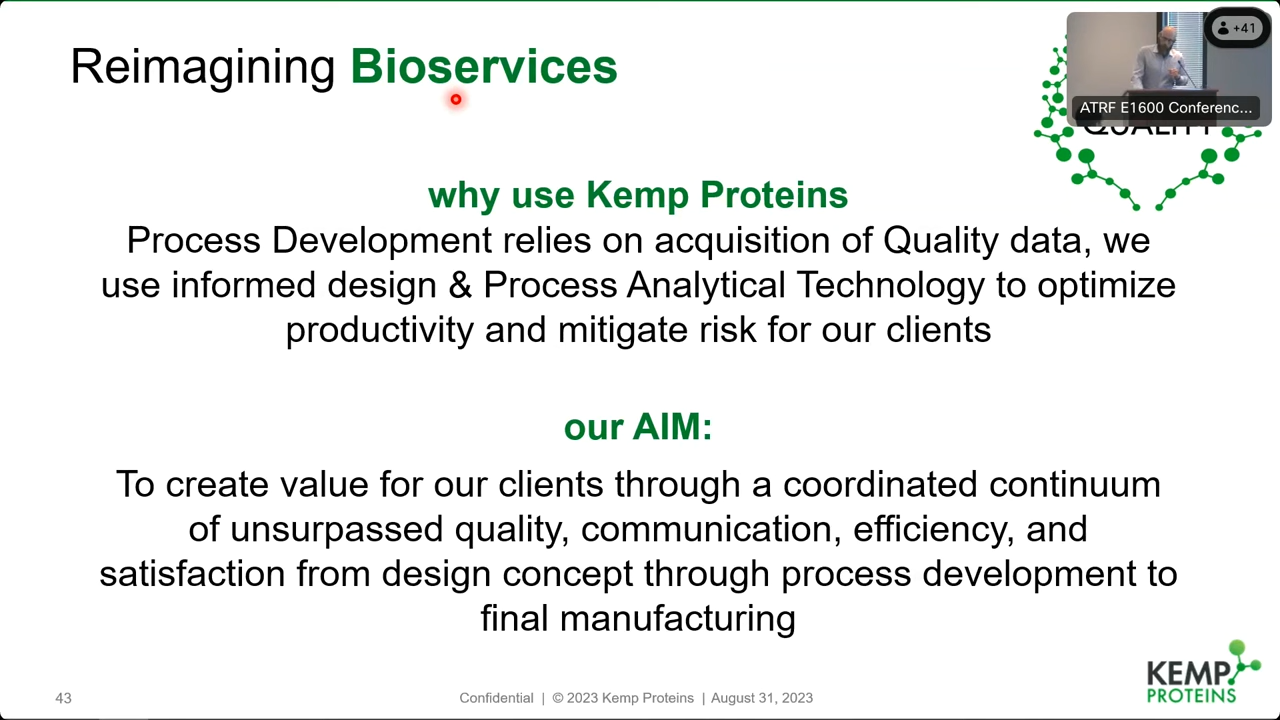 Reimagining Bioservices
+41
ATRF E1600 Conferenc...
QUALITY
why use Kemp Proteins
Process Development relies on acquisition of Quality data, we
use informed design & Process Analytical Technology to optimize
productivity and mitigate risk for our clients
our AIM:
To create value for our clients through a coordinated continuum
of unsurpassed quality, communication, efficiency, and
satisfaction from design concept through process development to
final manufacturing
43
Confidential | © 2023 Kemp Proteins | August 31, 2023
KEMP
PROTEINS